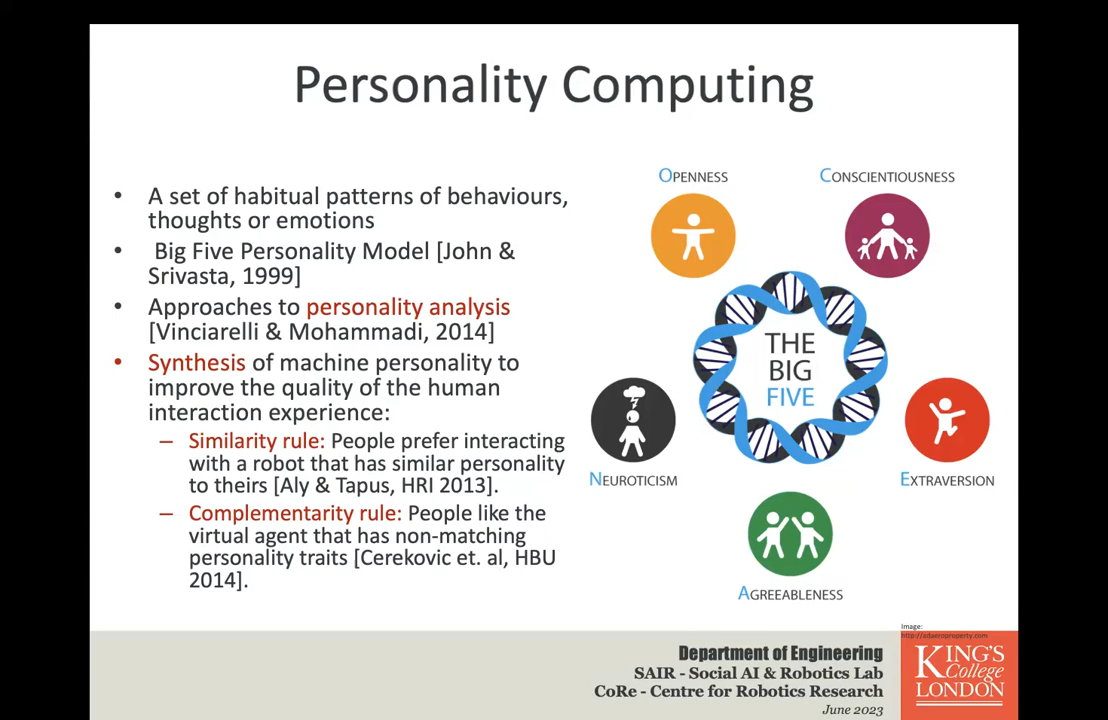 Personality Computing
• A set of habitual patterns of behaviours,
thoughts or emotions
• Big Five Personality Model [John &
Srivasta, 1999]
• Approaches to personality analysis
[Vinciarelli & Mohammadi, 2014]
• Synthesis of machine personality to
improve the quality of the human
interaction experience:
– Similarity rule: People prefer interacting
with a robot that has similar personality
to theirs [Aly & Tapus, HRI 2013].
– Complementarity rule: People like the
virtual agent that has non-matching
personality traits [Cerekovic et. al, HBU
2014].
OPENNESS
CONSCIENTIOUSNESS
THE
BIG
FIVE
NEUROTICISM
EXTRAVERSION
AGREEABLENESS
Image:
Department of Engineering
SAIR - Social AI & Robotics Lab
CoRe - Centre for Robotics Research
June 2023
KING'S
College
LONDON